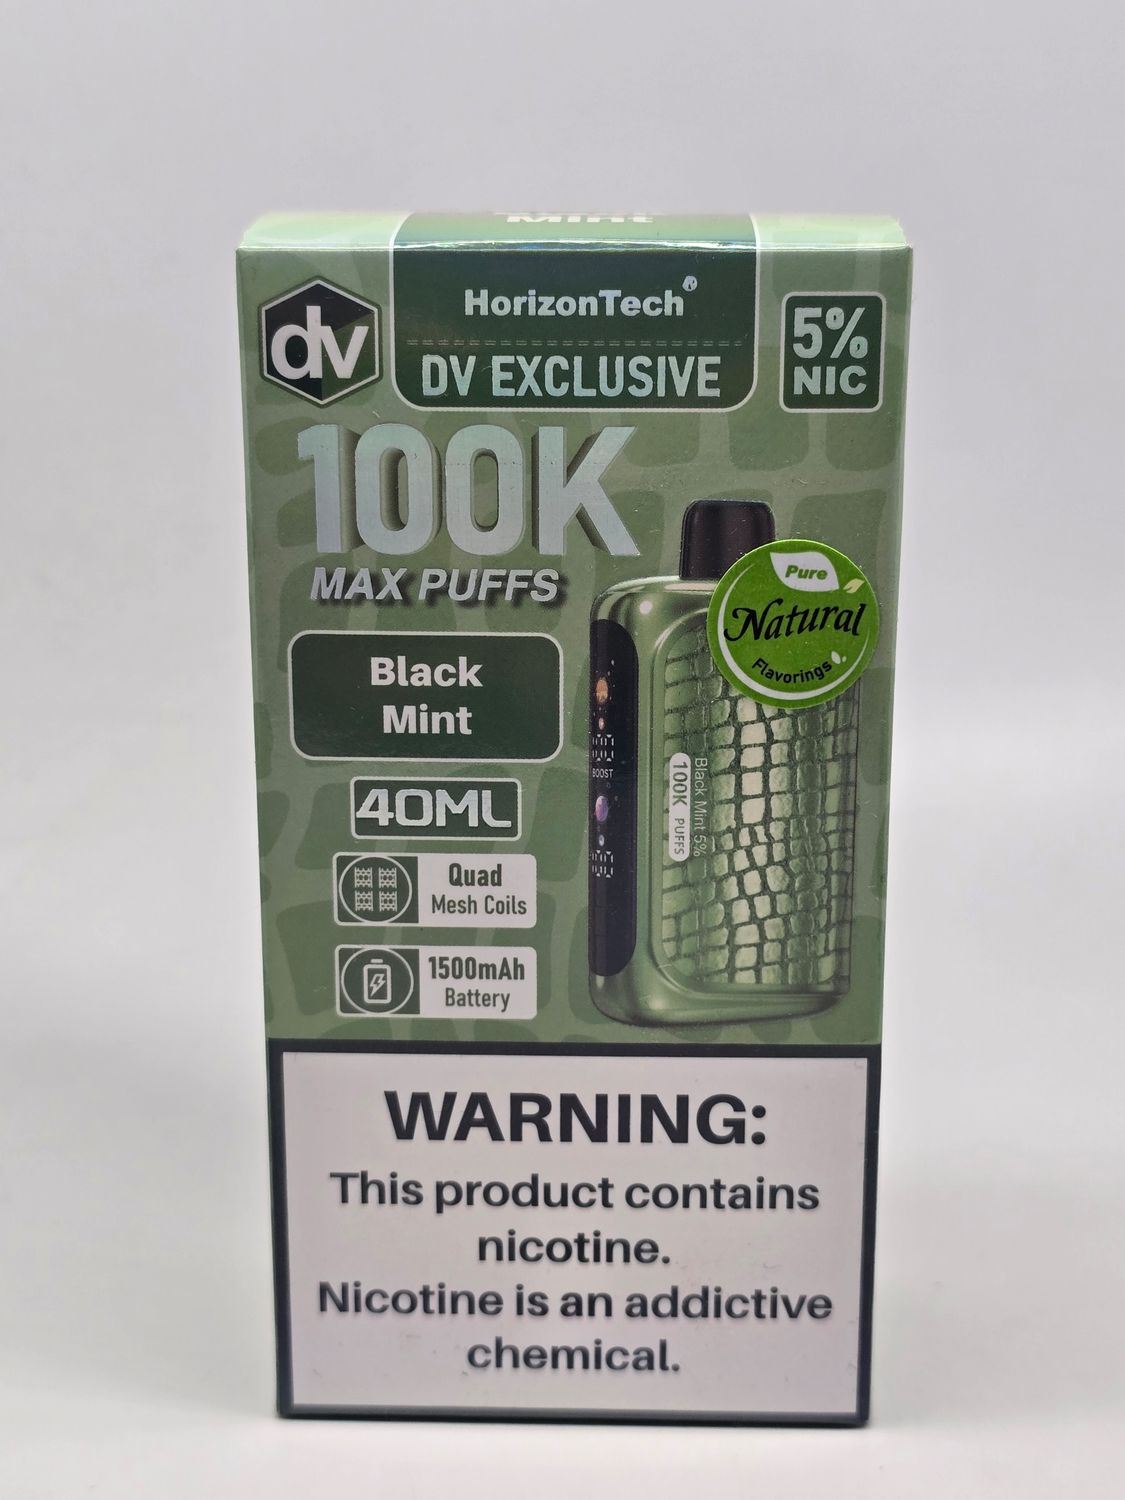 Mint
dv
HorizonTech®
DV EXCLUSIVE
5%
NIC
100K
MAX PUFFS
Pure
Natural
Flavorings
Black
Mint
BOOST
Black Mint 5%
100K PUFFS
40ML
Quad
Mesh Coils
1500mAh
Battery
WARNING:
This product contains
nicotine.
Nicotine is an addictive
chemical.